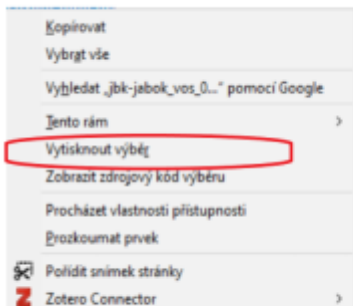 Kopírovat
Vybrat vše
Vyhledat „jbk-jabok_vos_0..." pomocí Google
Tento rám
Vytisknout výběr
Zobrazit zdrojový kód výběru
Procházet vlastnosti přístupnosti
Prozkoumat prvek
Pořídit snímek stránky
Zotero Connector